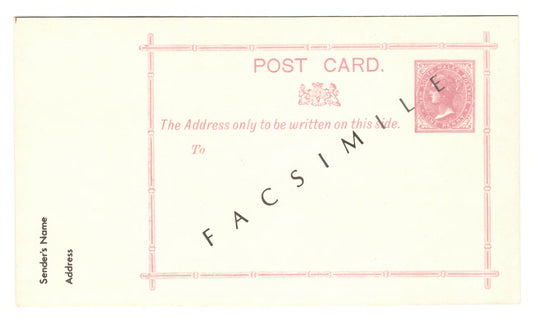 POST CARD.
The Address only to be written on this side.
To
FACSIMILE
Sender's Name
Address